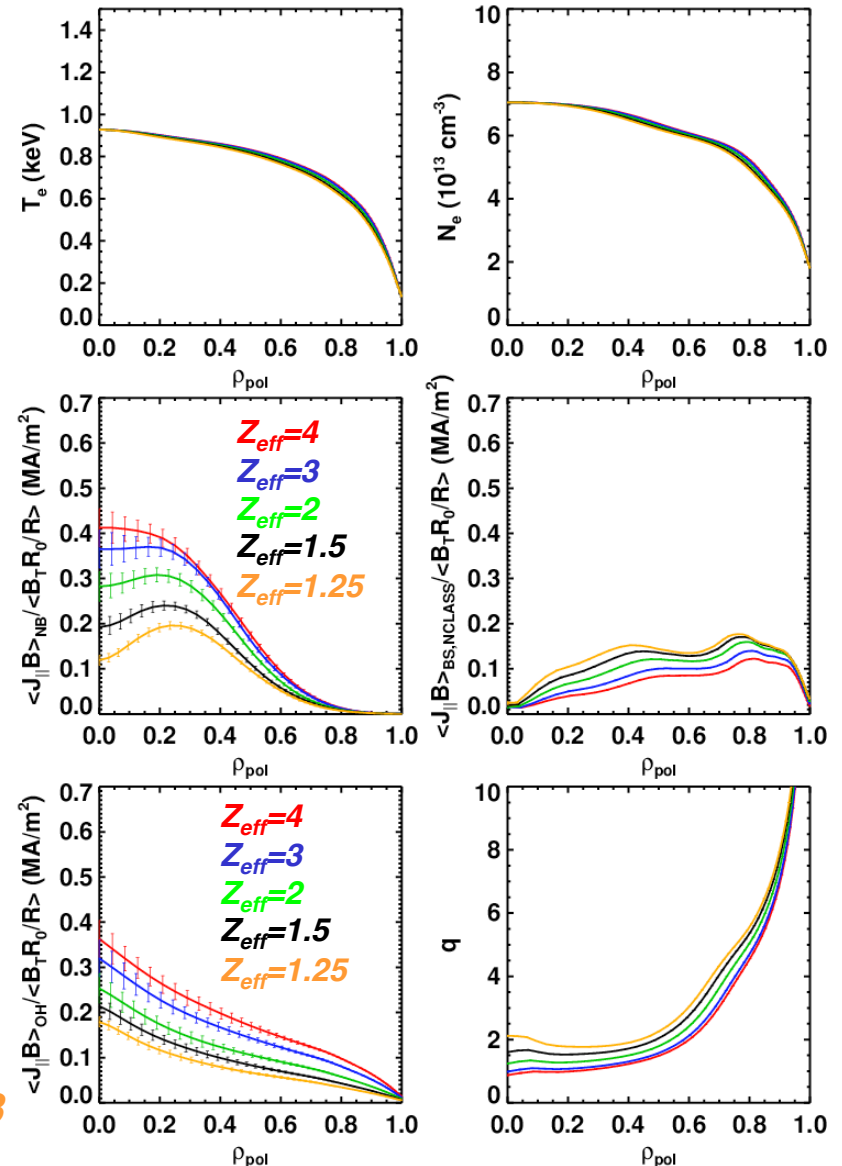 T_e (keV)
1.4
1.2
1.0
0.8
0.6
0.4
0.2
0.0
0.0 0.2 0.4 0.6 0.8 1.0
ρ_pol
N_e (10^13 cm^-3)
10
8
6
4
2
0
0.0 0.2 0.4 0.6 0.8 1.0
ρ_pol
<J_||B>_NB/<B_TR_0/R> (MA/m^2)
0.7
0.6
0.5
0.4
0.3
0.2
0.1
0.0
Z_eff=4
Z_eff=3
Z_eff=2
Z_eff=1.5
Z_eff=1.25
0.0 0.2 0.4 0.6 0.8 1.0
ρ_pol
<J_||B>_BS,NCLASS/<B_TR_0/R> (MA/m^2)
0.7
0.6
0.5
0.4
0.3
0.2
0.1
0.0
0.0 0.2 0.4 0.6 0.8 1.0
ρ_pol
<J_||B>_OH/<B_TR_0/R> (MA/m^2)
0.7
0.6
0.5
0.4
0.3
0.2
0.1
0.0
Z_eff=4
Z_eff=3
Z_eff=2
Z_eff=1.5
Z_eff=1.25
0.0 0.2 0.4 0.6 0.8 1.0
ρ_pol
q
10
8
6
4
2
0
0.0 0.2 0.4 0.6 0.8 1.0
ρ_pol